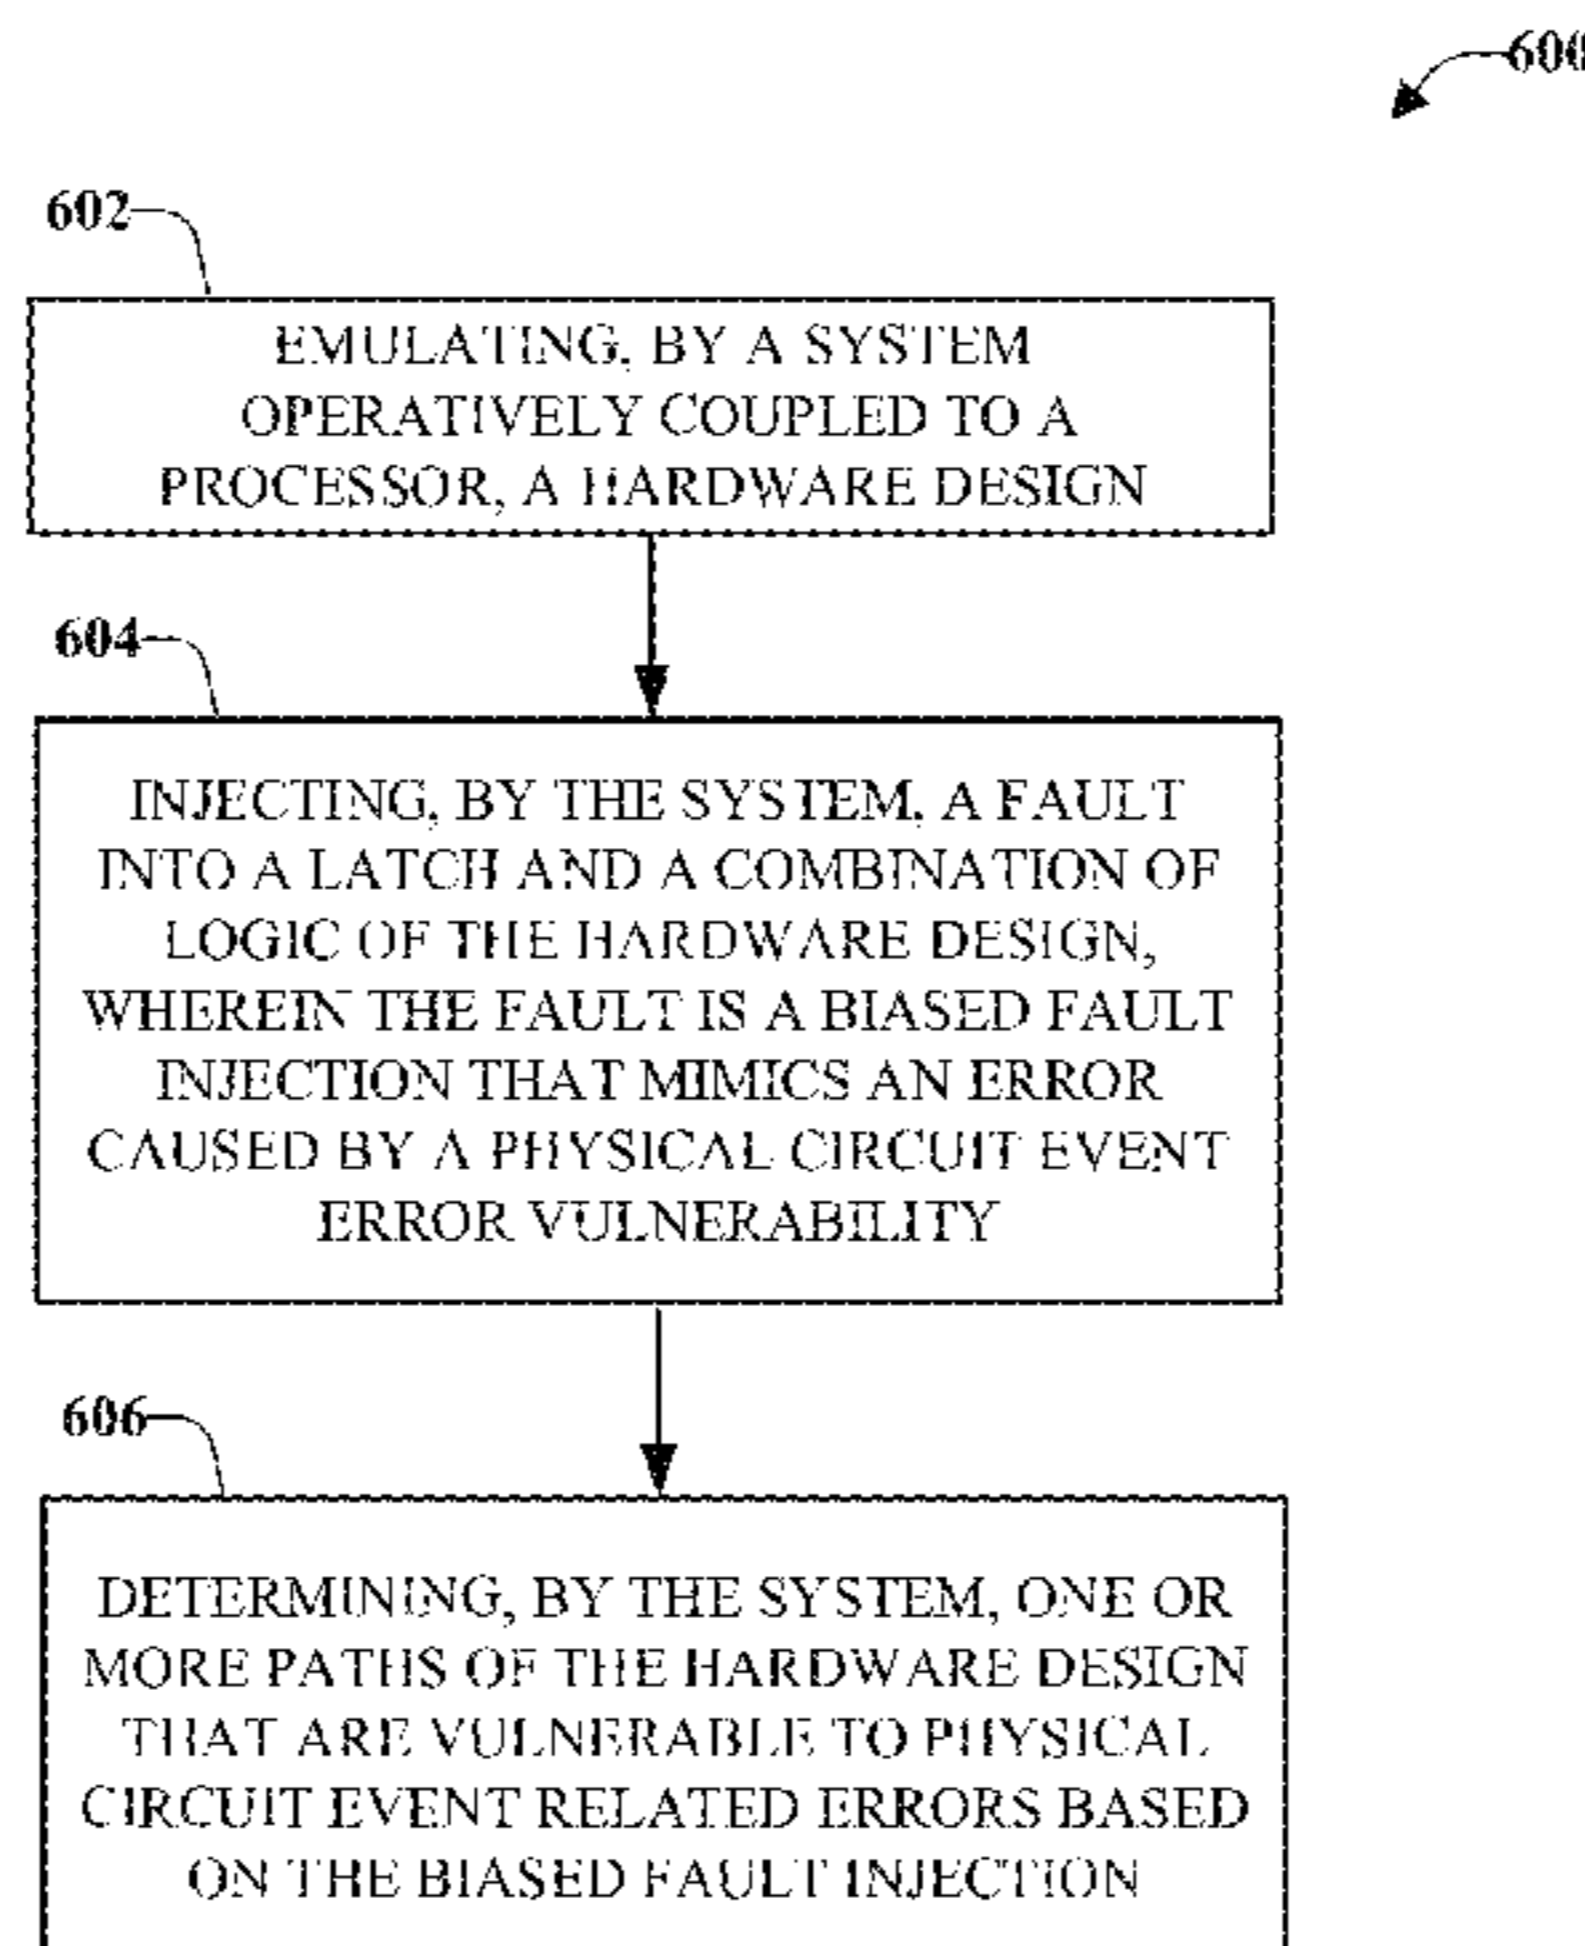 600
602
EMULATING, BY A SYSTEM
OPERATIVELY COUPLED TO A
PROCESSOR, A HARDWARE DESIGN
604
INJECTING, BY THE SYSTEM, A FAULT
INTO A LATCH AND A COMBINATION OF
LOGIC OF THE HARDWARE DESIGN,
WHEREIN THE FAULT IS A BIASED FAULT
INJECTION THAT MIMICS AN ERROR
CAUSED BY A PHYSICAL CIRCUIT EVENT
ERROR VULNERABILITY
606
DETERMINING, BY THE SYSTEM, ONE OR
MORE PATHS OF THE HARDWARE DESIGN
THAT ARE VULNERABLE TO PHYSICAL
CIRCUIT EVENT RELATED ERRORS BASED
ON THE BIASED FAULT INJECTION